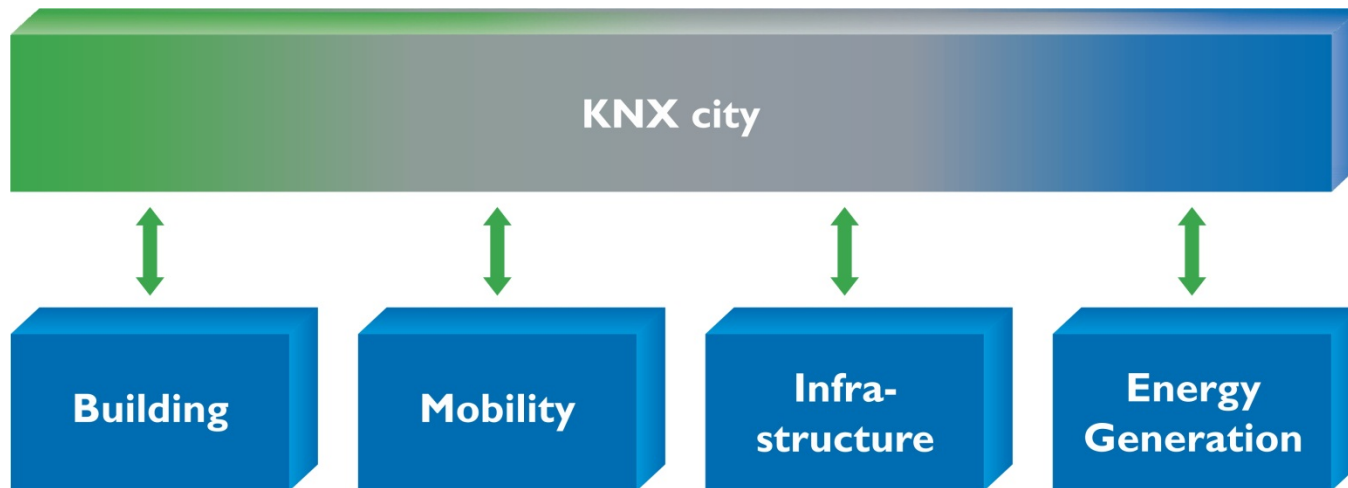 KNX city
Building
Mobility
Infra-
structure
Energy
Generation